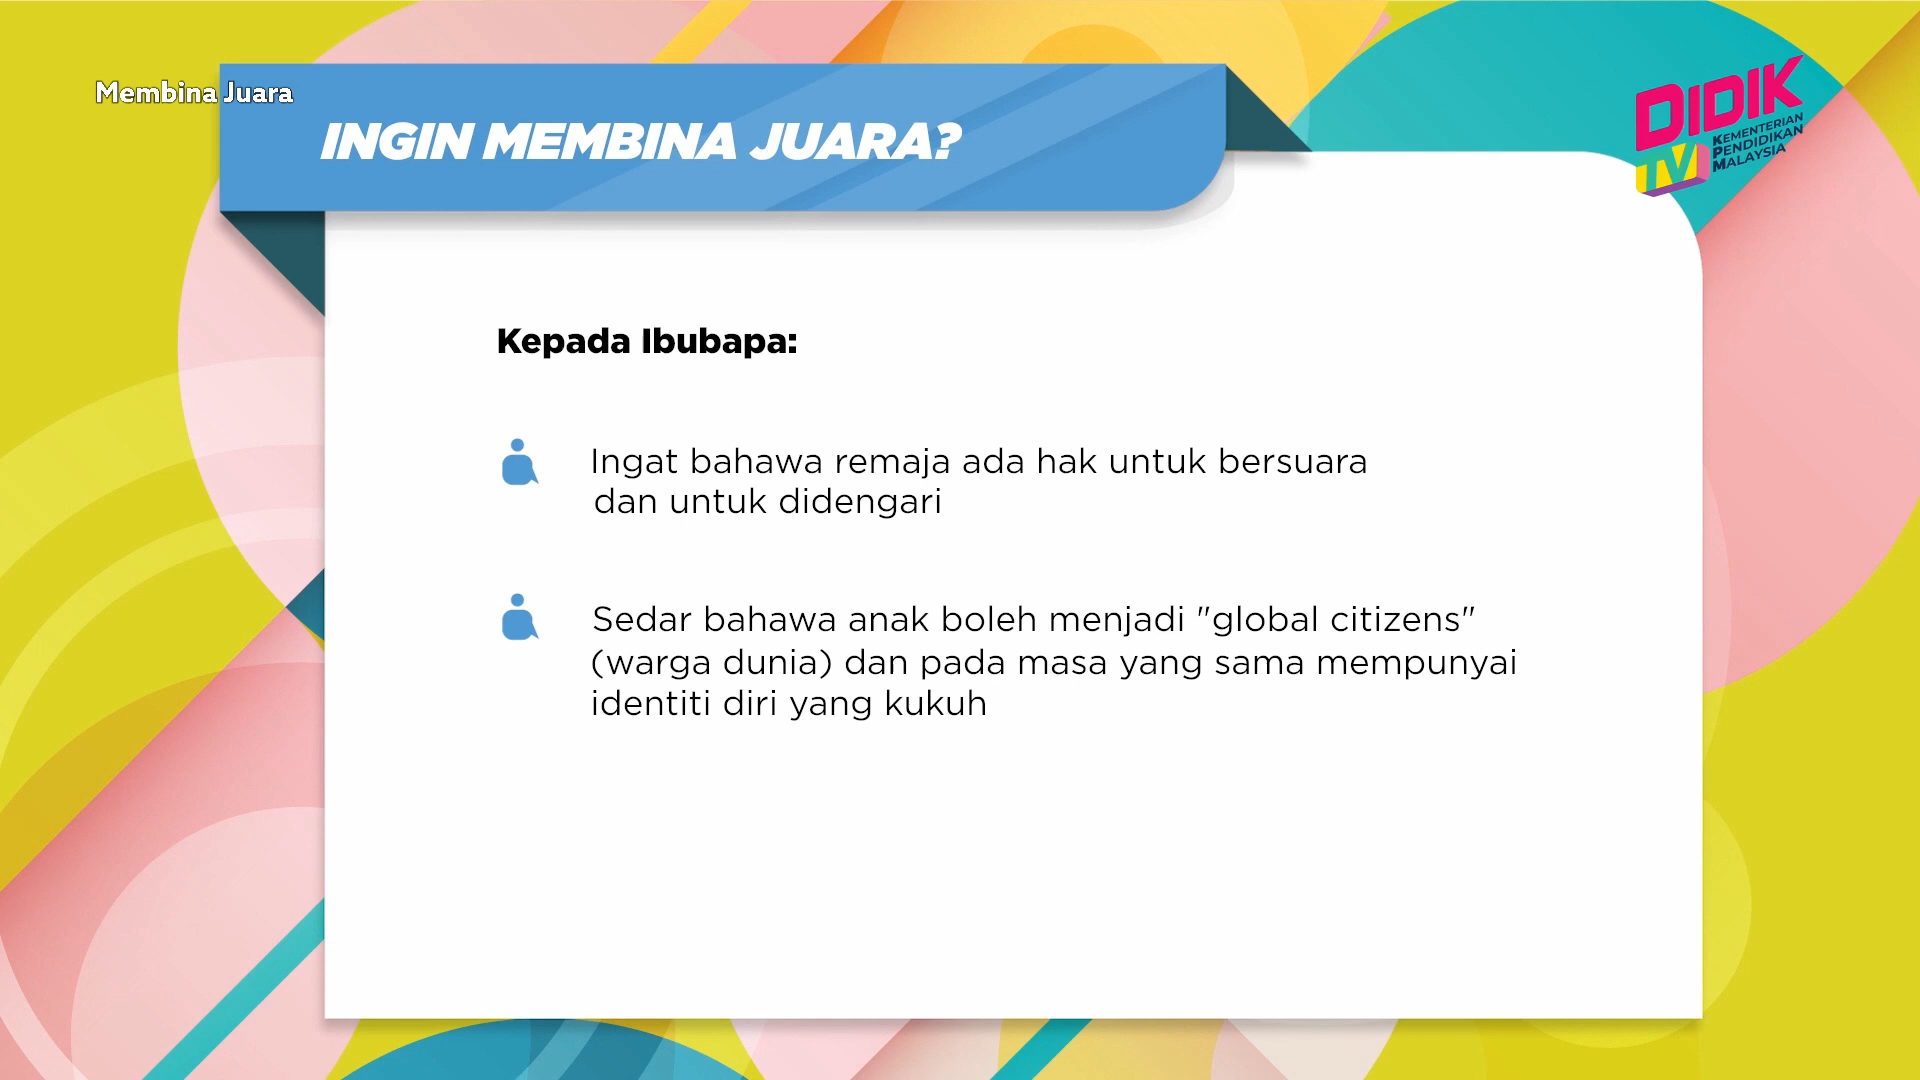 Membina Juara
INGIN MEMBINA JUARA?
DIDIK
TV
KEMENTERIAN
PENDIDIKAN
MALAYSIA
Kepada Ibubapa:
Ingat bahawa remaja ada hak untuk bersuara
dan untuk didengari
Sedar bahawa anak boleh menjadi "global citizens"
(warga dunia) dan pada masa yang sama mempunyai
identiti diri yang kukuh